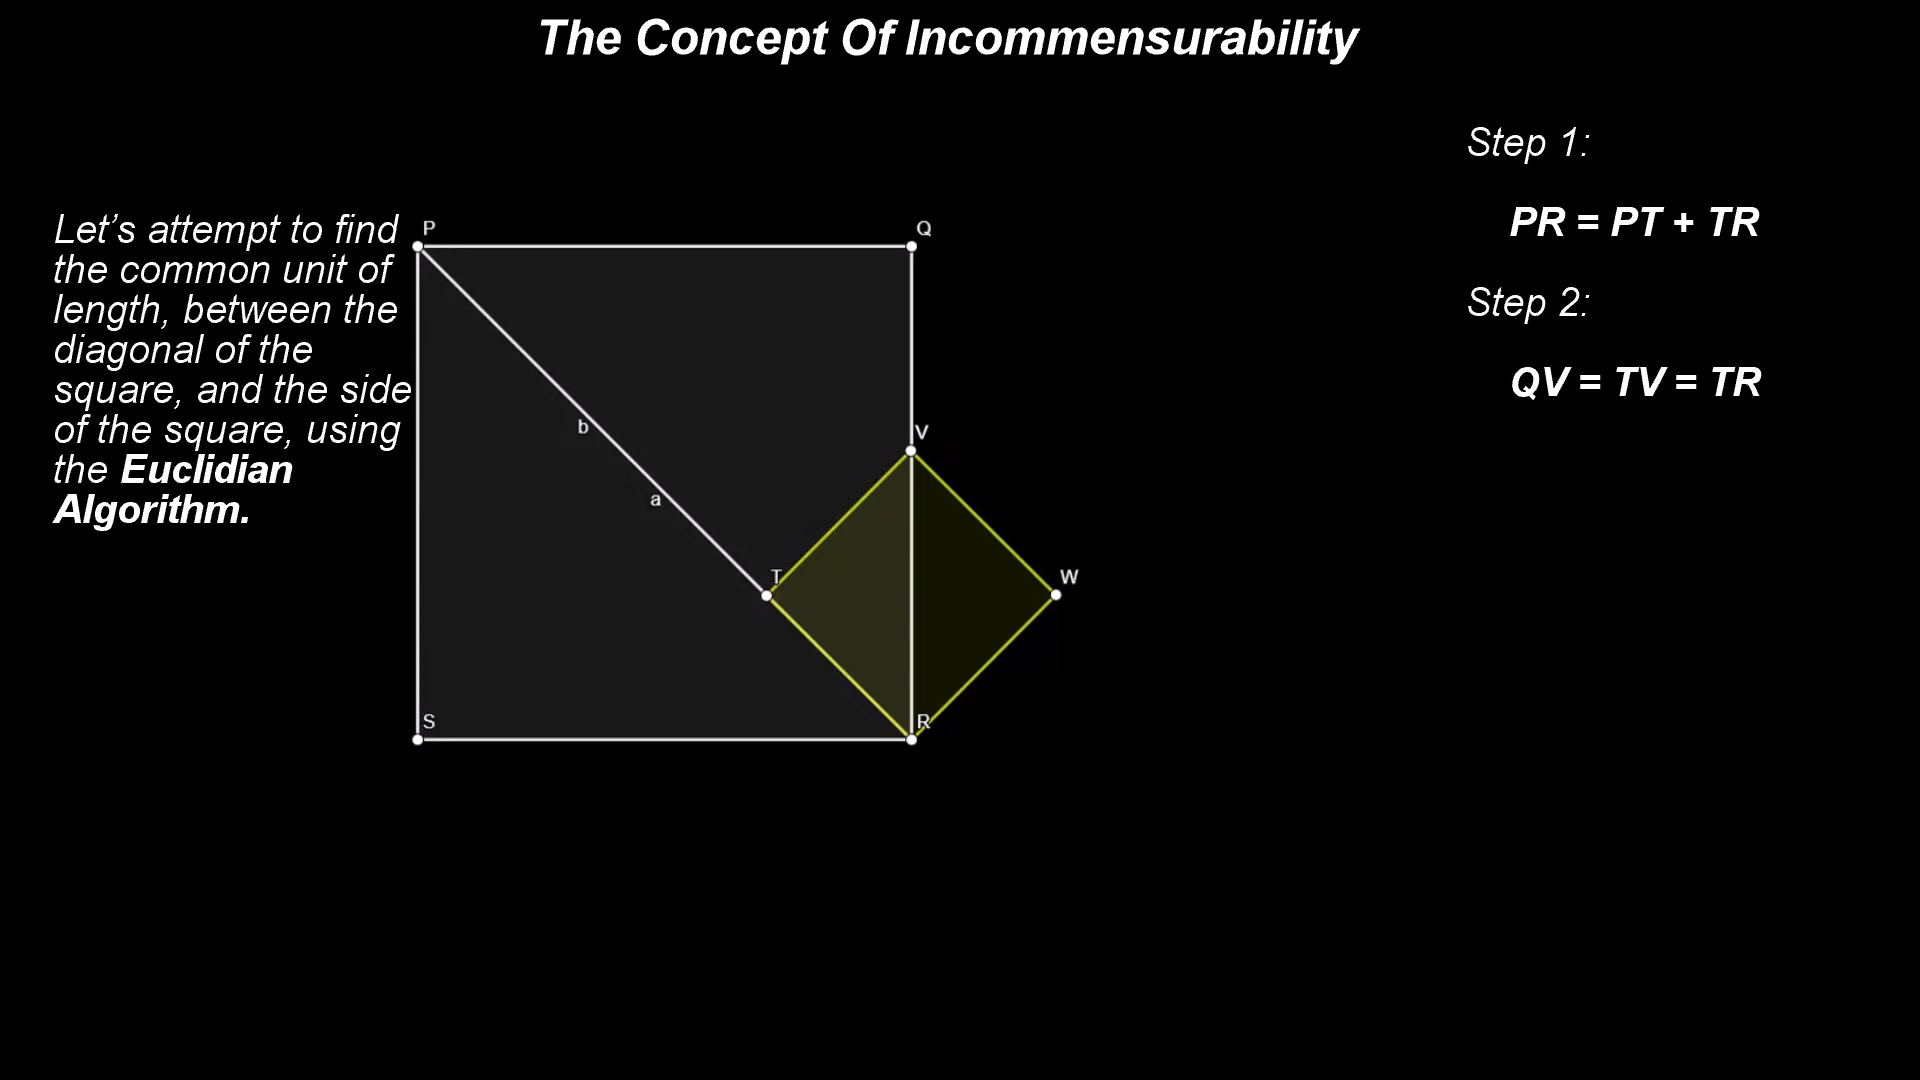 The Concept Of Incommensurability
Let’s attempt to find
the common unit of
length, between the
diagonal of the
square, and the side
of the square, using
the Euclidian
Algorithm.
P
Q
b
V
a
T
W
S
R
Step 1:
PR = PT + TR
Step 2:
QV = TV = TR